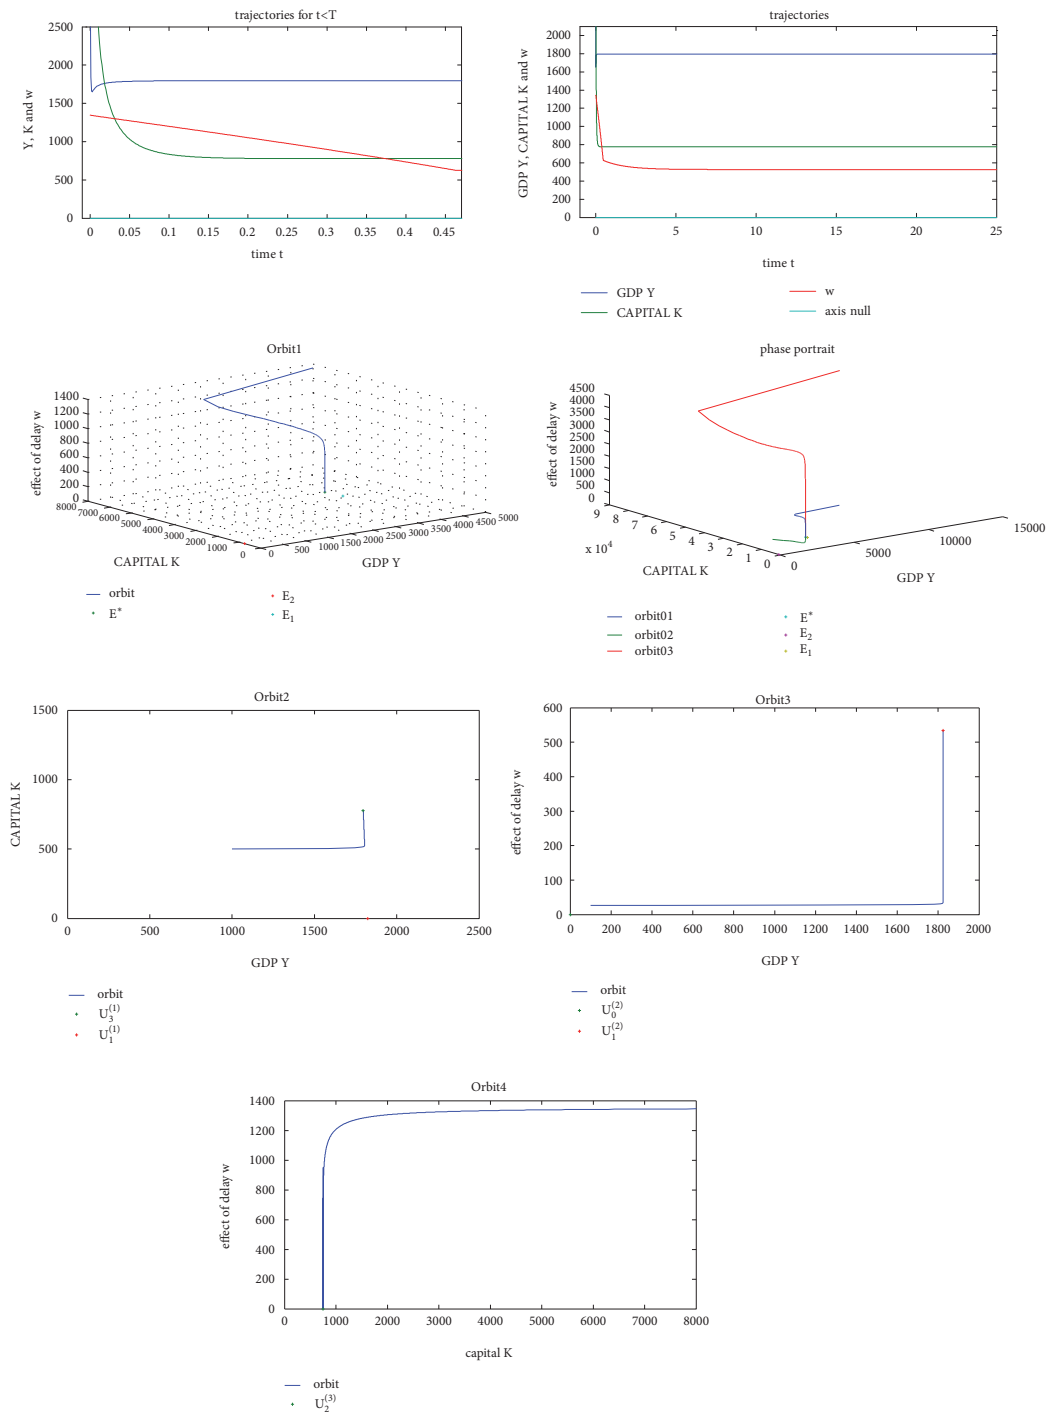 trajectories for t<T
2500
2000
1500
1000
500
0
Y, K and w
0 0.05 0.1 0.15 0.2 0.25 0.3 0.35 0.4 0.45
time t
trajectories
2000
1800
1600
1400
1200
1000
800
600
400
200
0
GDP Y, CAPITAL K and w
0 5 10 15 20 25
time t
GDP Y
CAPITAL K
w
axis null
Orbit1
1400
1200
1000
800
600
400
200
0
effect of delay w
8000 7000 6000 5000 4000 3000 2000 1000 0
CAPITAL K
0 500 1000 1500 2000 2500 3000 3500 4000 4500 5000
GDP Y
orbit
E*
E2
E1
phase portrait
4500
4000
3500
3000
2500
2000
1500
1000
500
0
effect of delay w
9 8 7 6 5 4 3 2 1 0
x 10^4
CAPITAL K
0 5000 10000 15000
GDP Y
orbit01
orbit02
orbit03
E*
E2
E1
Orbit2
1500
1000
500
0
CAPITAL K
0 500 1000 1500 2000 2500
GDP Y
orbit
U3^(1)
U1^(1)
Orbit3
600
500
400
300
200
100
0
effect of delay w
0 200 400 600 800 1000 1200 1400 1600 1800 2000
GDP Y
orbit
U0^(2)
U1^(2)
Orbit4
1400
1200
1000
800
600
400
200
0
effect of delay w
0 1000 2000 3000 4000 5000 6000 7000 8000
capital K
orbit
U2^(3)